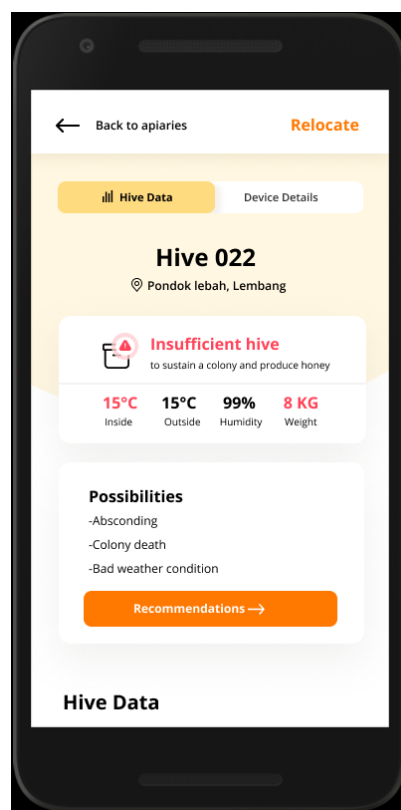 Back to apiaries
Relocate
Hive Data
Device Details
Hive 022
Pondok lebah, Lembang
Insufficient hive
to sustain a colony and produce honey
15°C 15°C 99% 8 KG
Inside Outside Humidity Weight
Possibilities
-Absconding
-Colony death
-Bad weather condition
Recommendations
Hive Data